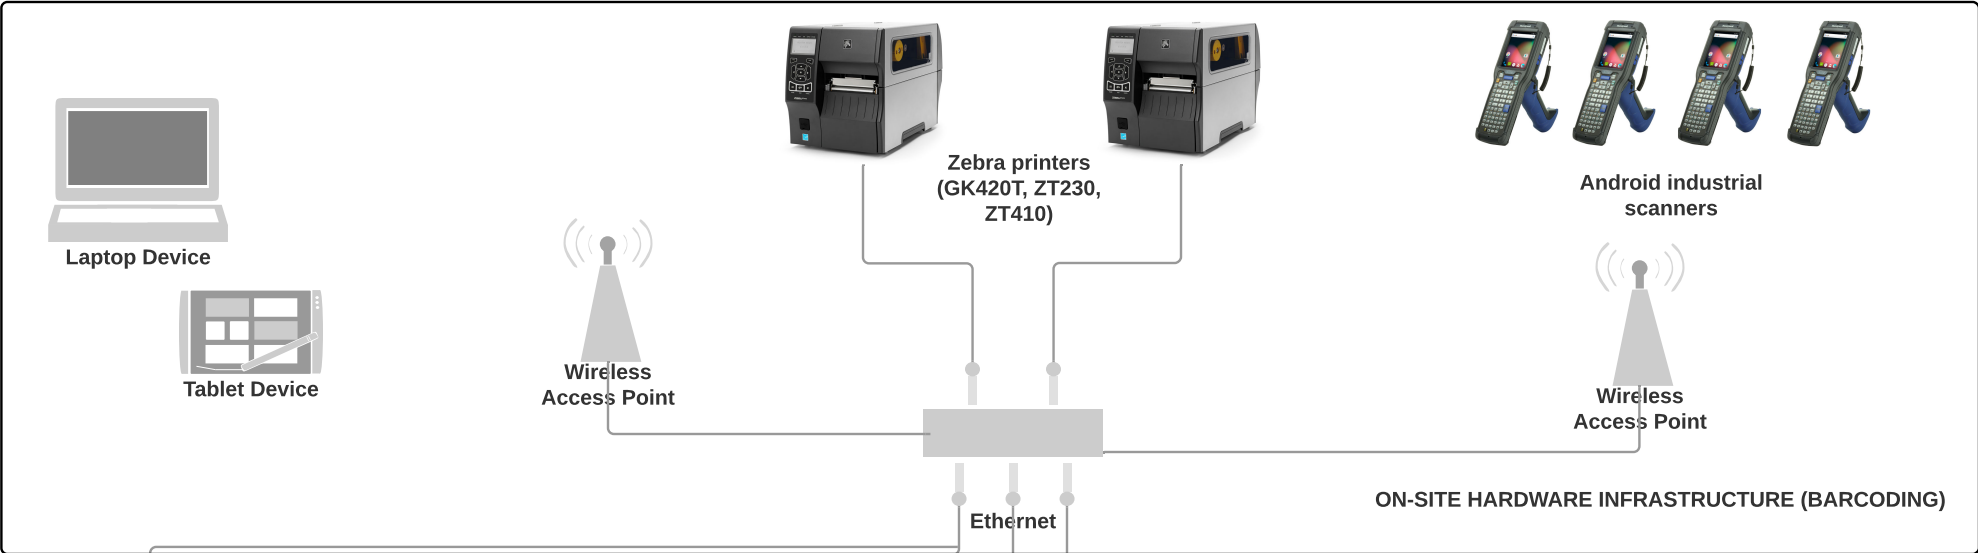 Zebra printers
(GK420T, ZT230,
ZT410)
Android industrial
scanners
Laptop Device
Tablet Device
Wireless
Access Point
Wireless
Access Point
ON-SITE HARDWARE INFRASTRUCTURE (BARCODING)
Ethernet